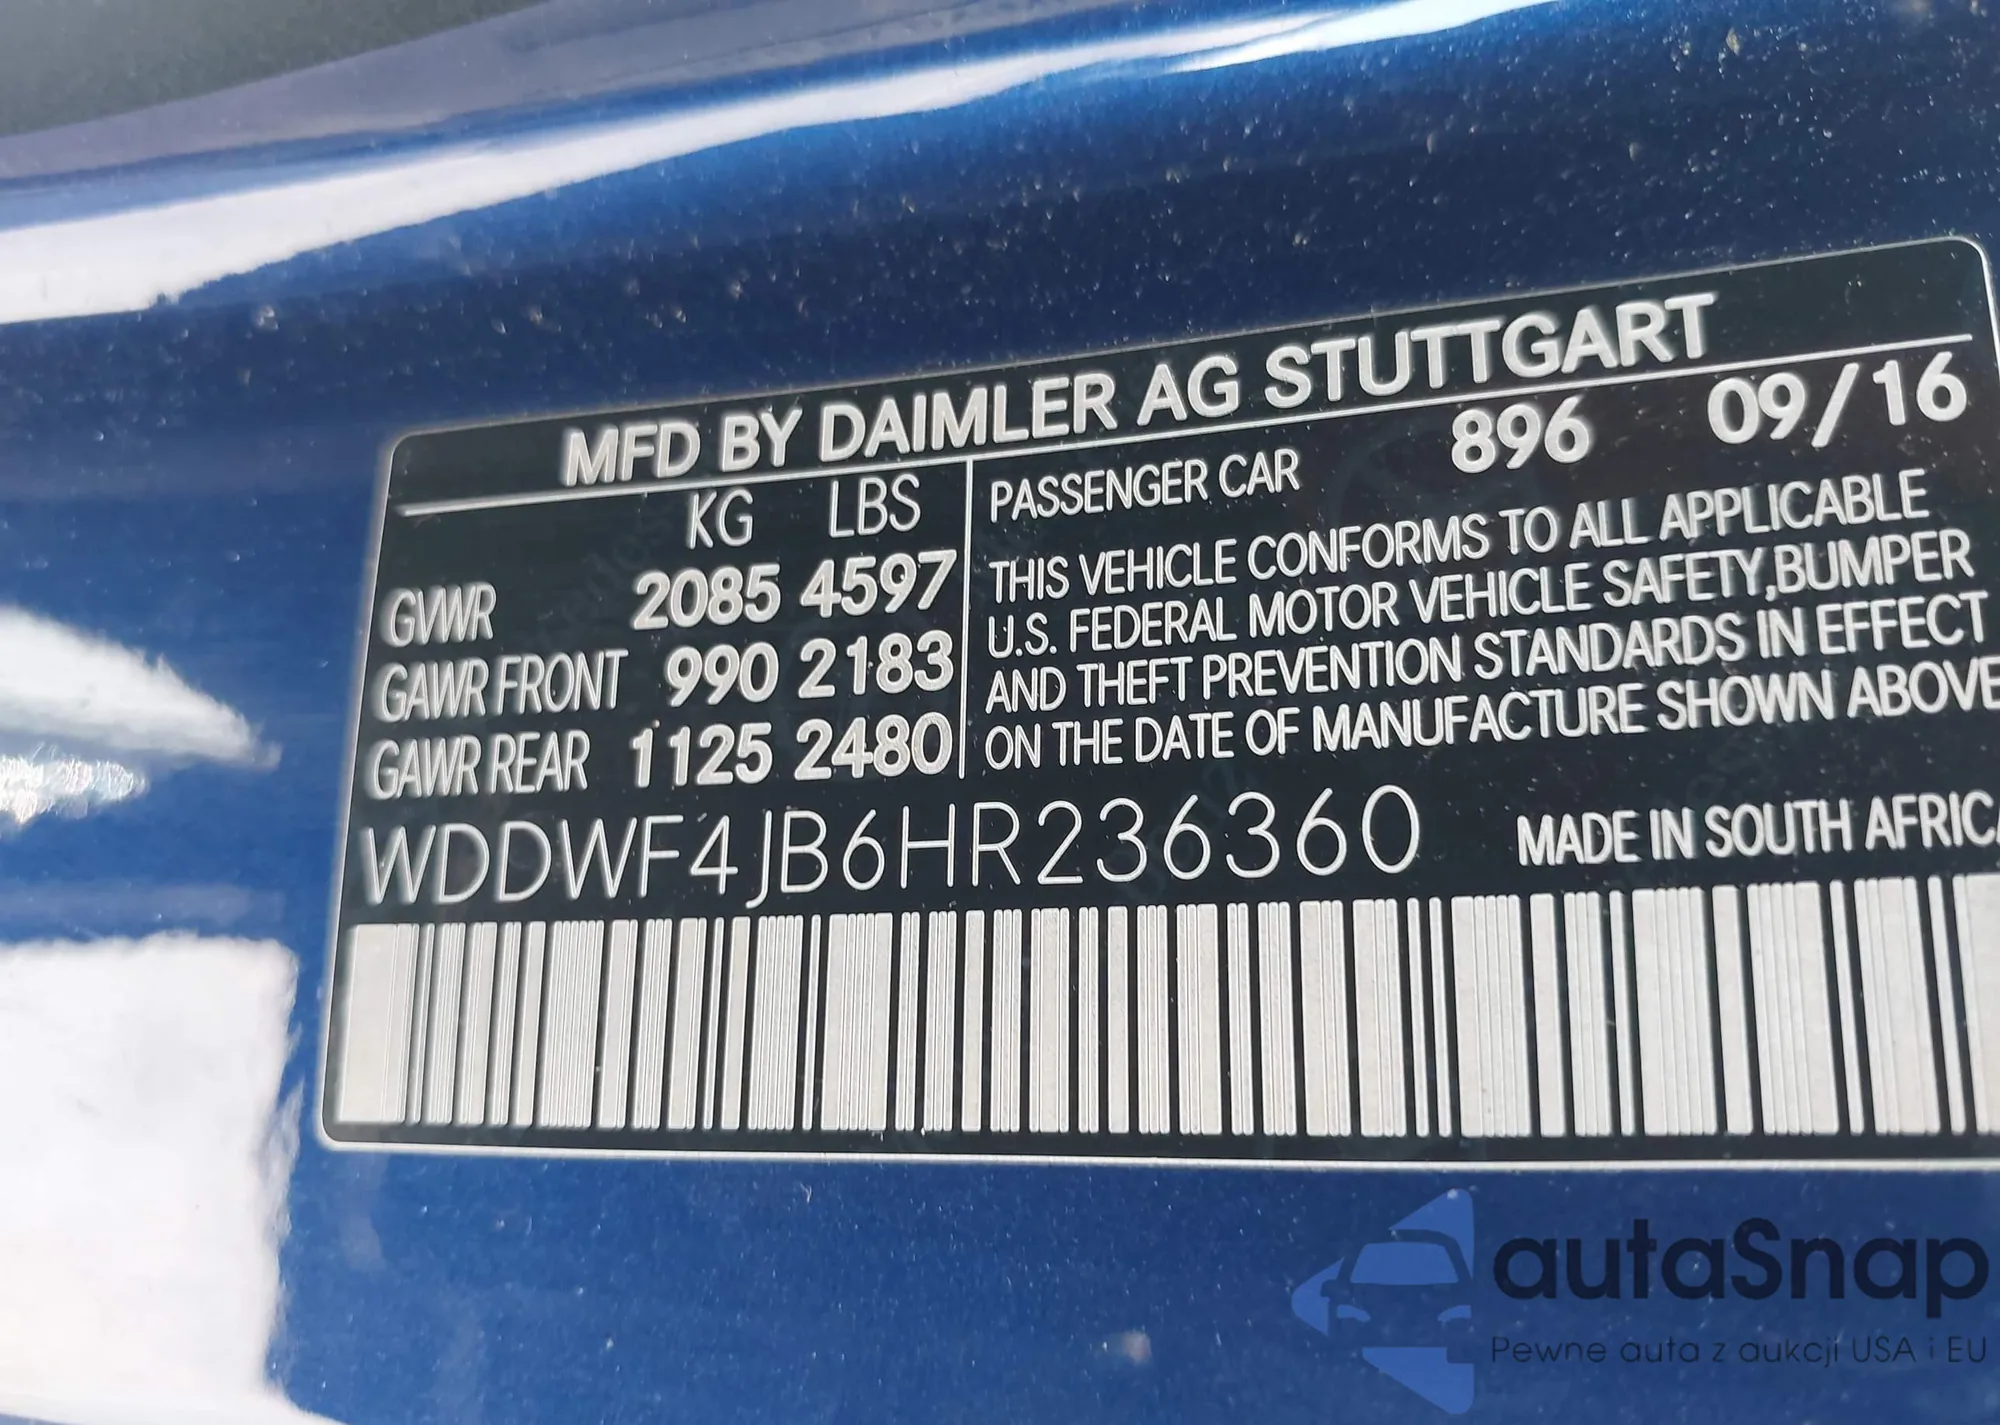 MFD BY DAIMLER AG STUTTGART
KG LBS
GVWR 2085 4597
GAWR FRONT 990 2183
GAWR REAR 1125 2480
PASSENGER CAR 896 09/16
THIS VEHICLE CONFORMS TO ALL APPLICABLE
U.S. FEDERAL MOTOR VEHICLE SAFETY,BUMPER
AND THEFT PREVENTION STANDARDS IN EFFECT
ON THE DATE OF MANUFACTURE SHOWN ABOVE
WDDWF4JB6HR236360 MADE IN SOUTH AFRICA
autaSnap
Pewne auta z aukcji USA i EU